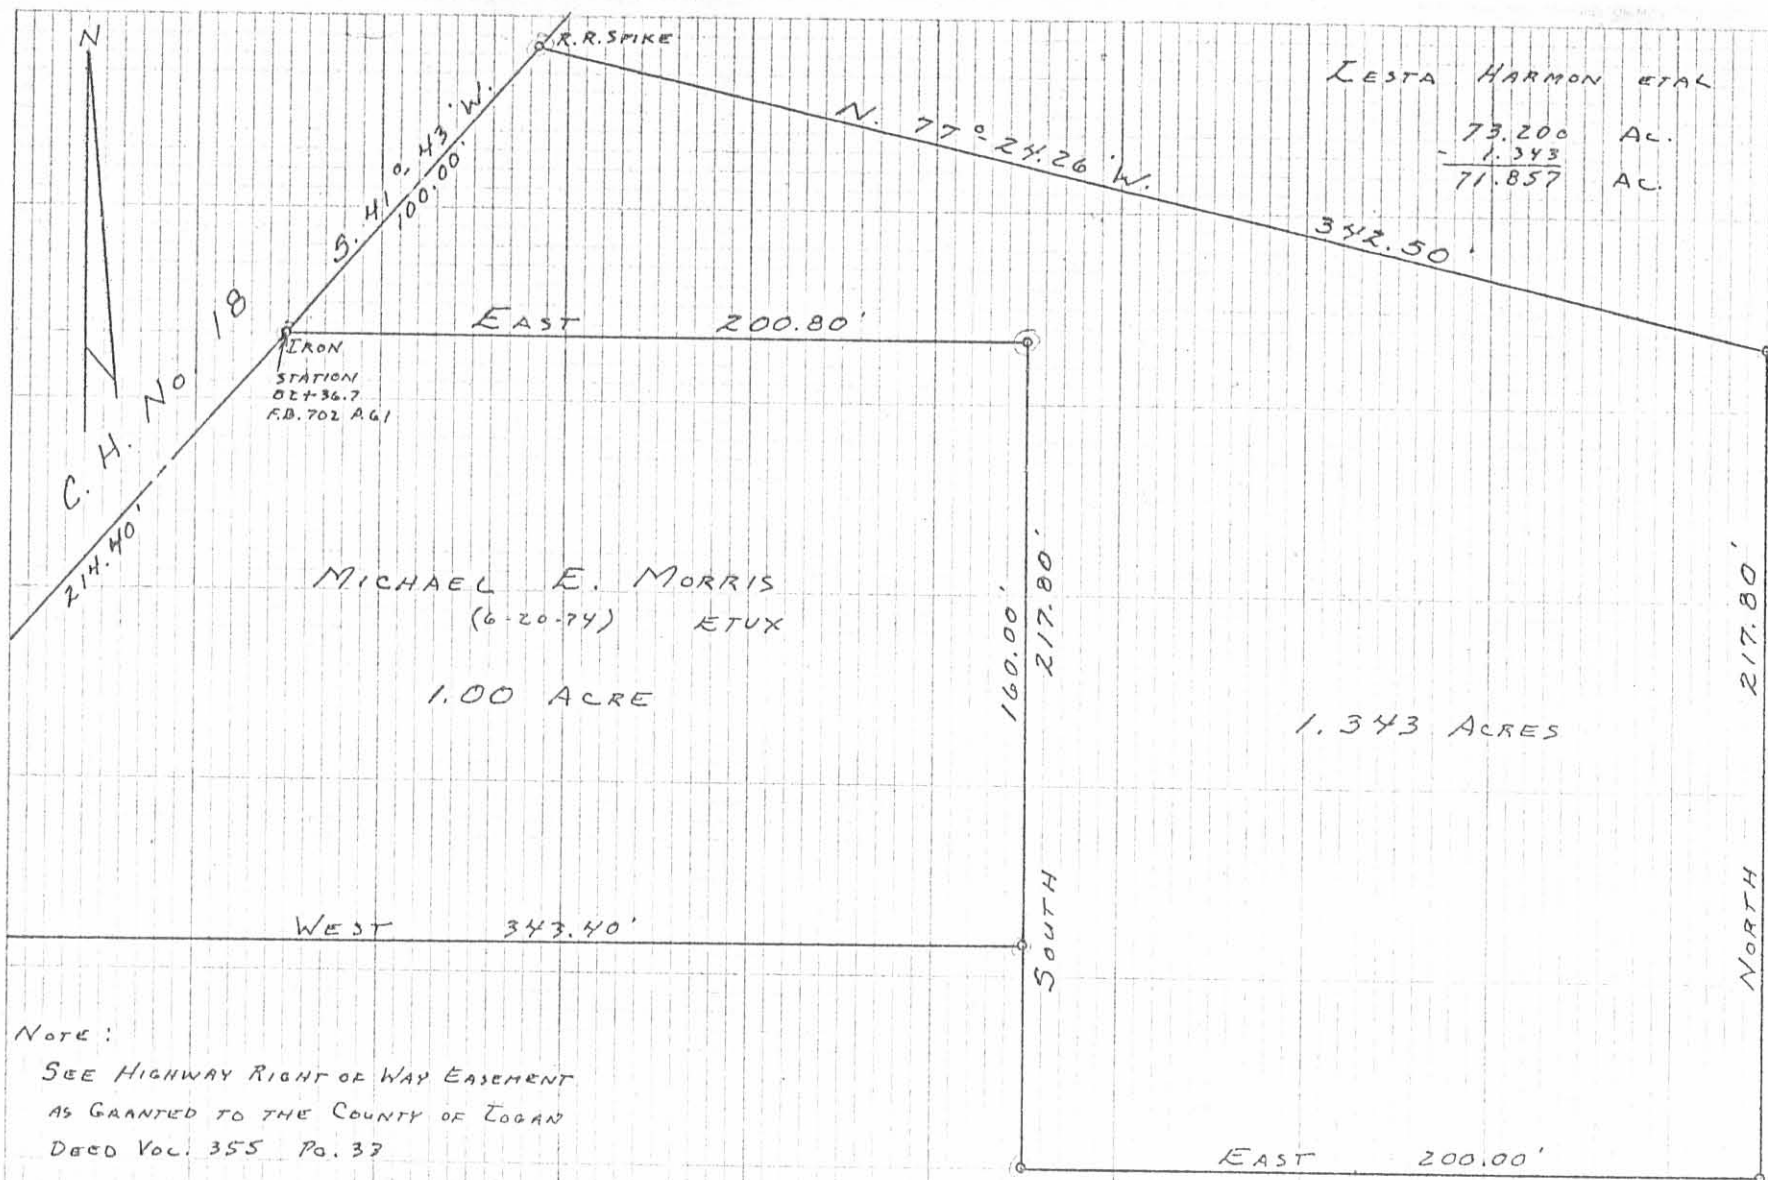 N
R.R. SPIKE
LESTA HARMON ETAL
73.200 AC.
- 1.343
71.857 AC.
N. 77°-24.26' W.
342.50'
S. 41°, 43' W.
100.00'
C. H. No 18
EAST 200.80'
IRON
STATION
F.B. 702 P.61
214.40'
MICHAEL E. MORRIS
(6-20-74) ETUX
1.00 ACRE
160.00'
217.80'
SOUTH
1.343 ACRES
217.80'
NORTH
WEST 343.40'
NOTE:
SEE HIGHWAY RIGHT OF WAY EASEMENT
AS GRANTED TO THE COUNTY OF LOGAN
DEED VOL. 355 PG. 33
EAST 200.00'